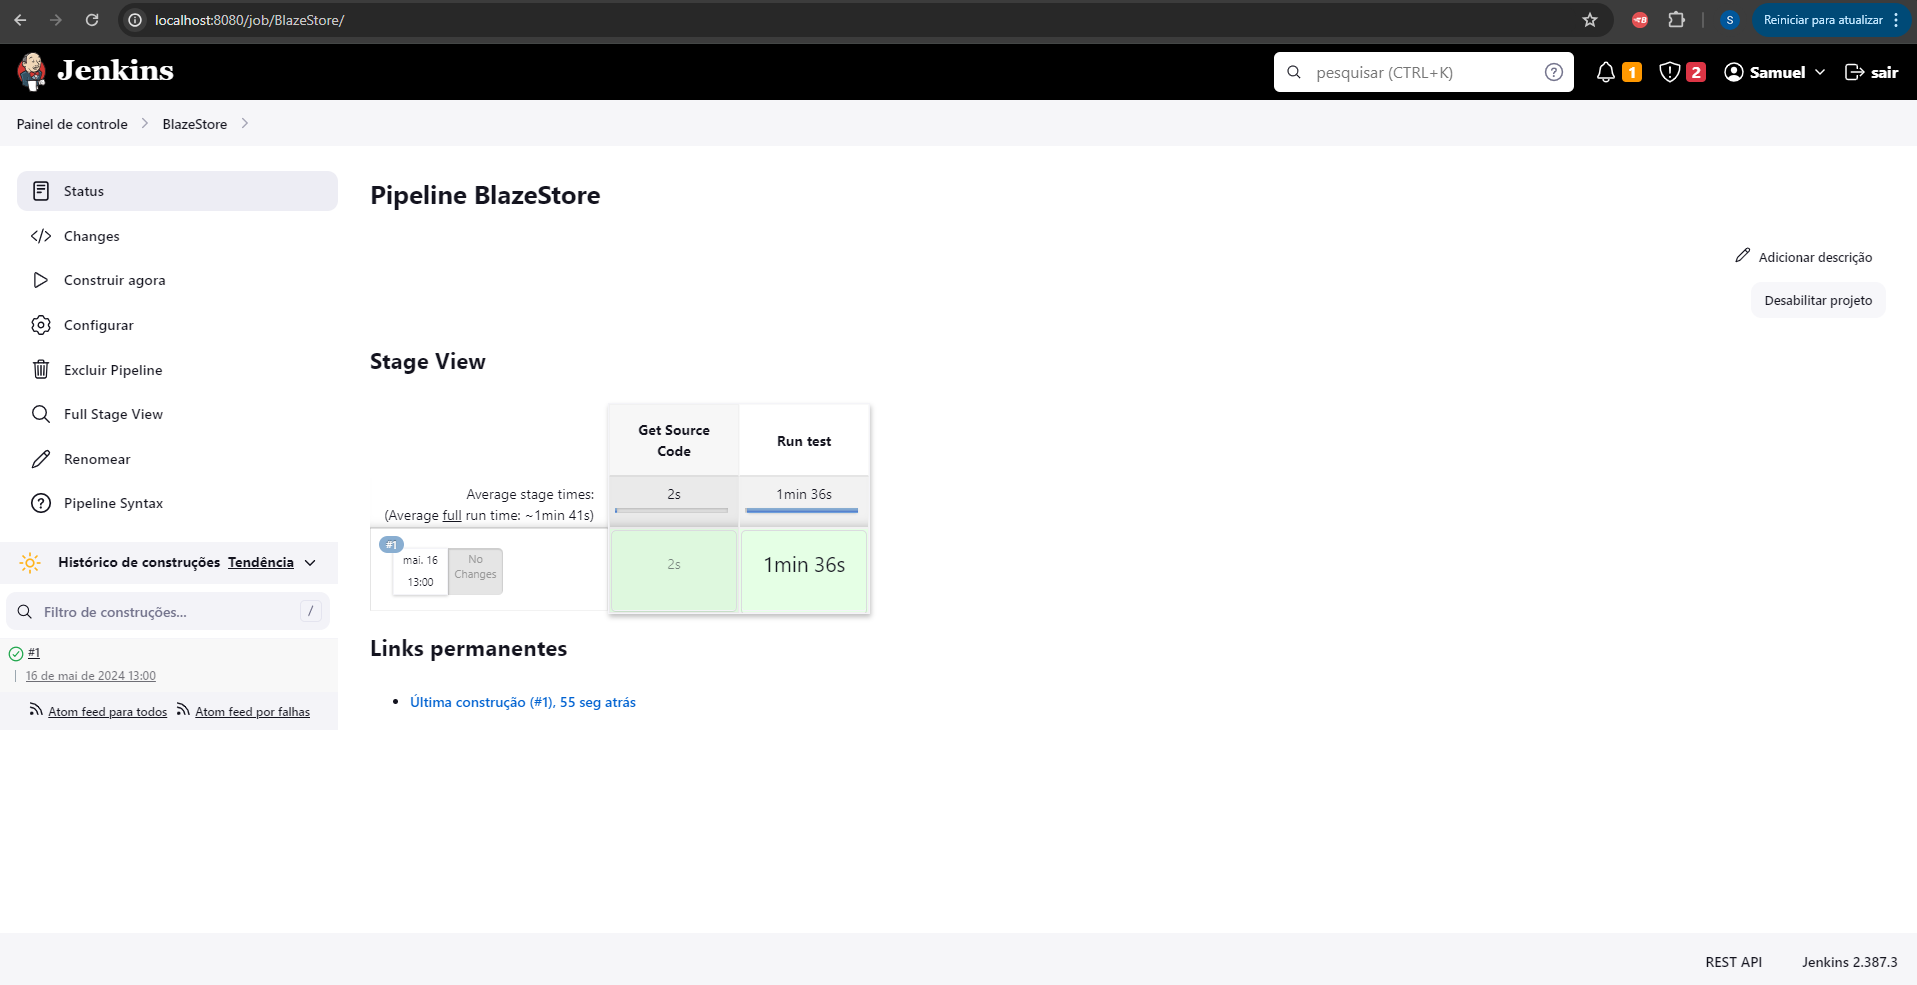 localhost:8080/job/BlazeStore/
S
Reiniciar para atualizar
Jenkins
pesquisar (CTRL+K)
?
1
2
Samuel
sair
Painel de controle
BlazeStore
Status
Changes
Construir agora
Configurar
Excluir Pipeline
Full Stage View
Renomear
Pipeline Syntax
Histórico de construções Tendência
Filtro de construções...
/
#1
16 de mai de 2024 13:00
Atom feed para todos
Atom feed por falhas
Pipeline BlazeStore
Adicionar descrição
Desabilitar projeto
Stage View
Get Source
Code
Run test
Average stage times:
(Average full run time: ~1min 41s)
2s
1min 36s
#1
mai. 16
13:00
No
Changes
2s
1min 36s
Links permanentes
Última construção (#1), 55 seg atrás
REST API
Jenkins 2.387.3